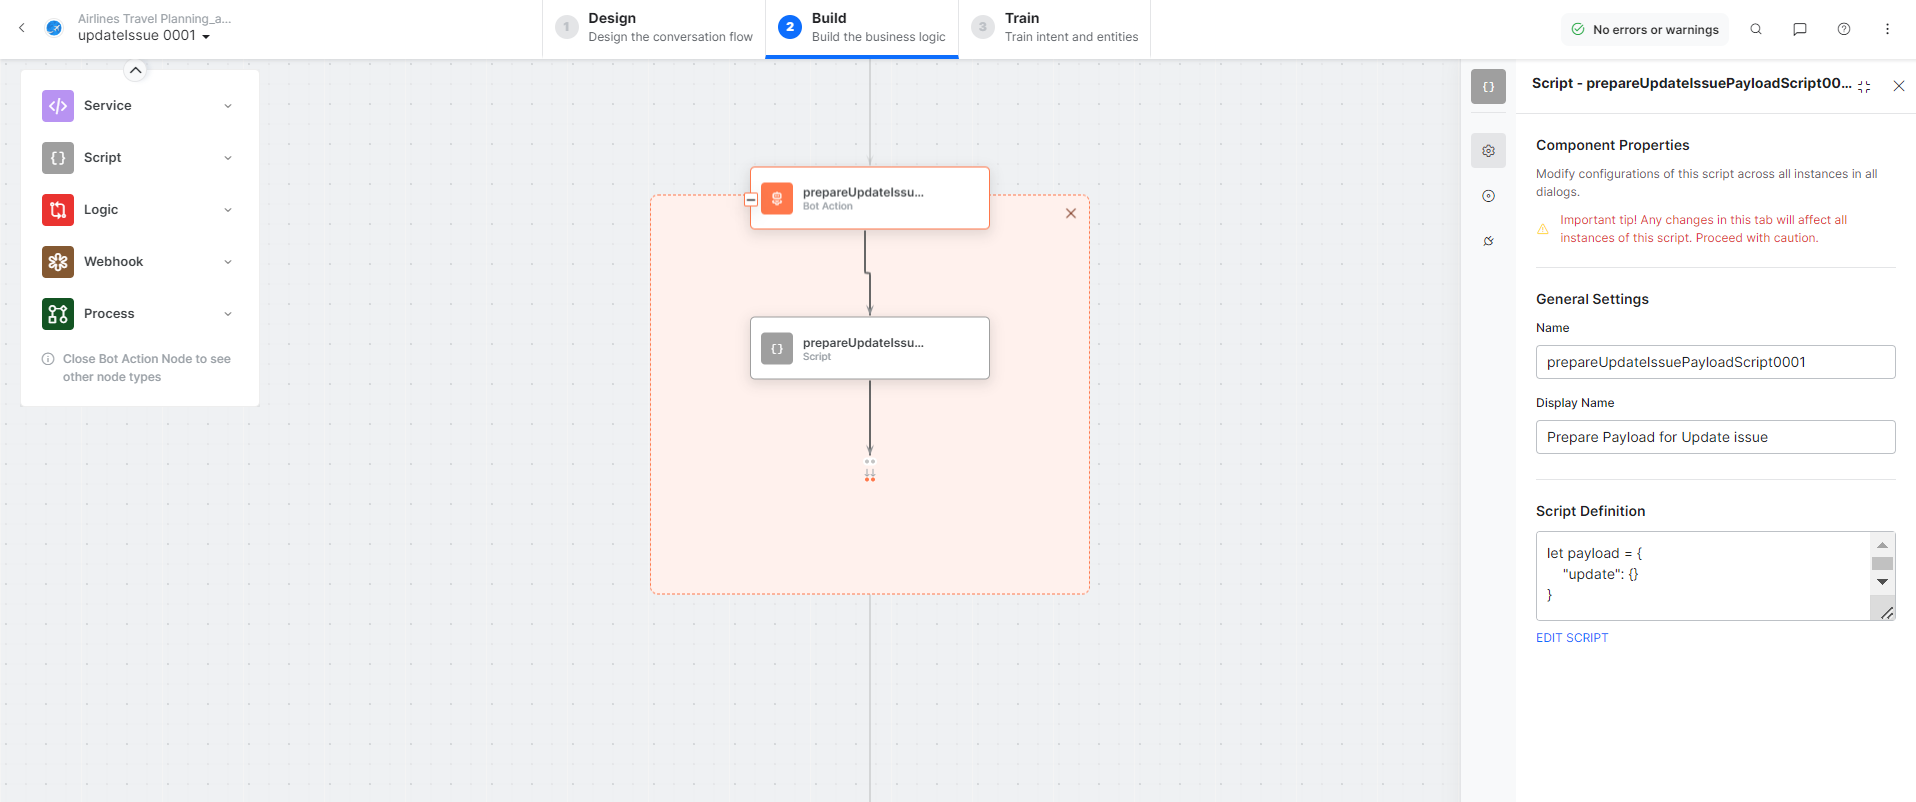 Airlines Travel Planning_a...
updateIssue 0001
1
Design
Design the conversation flow
2
Build
Build the business logic
3
Train
Train intent and entities
No errors or warnings
Service
Script
Logic
Webhook
Process
Close Bot Action Node to see
other node types
prepareUpdateIssu...
Bot Action
prepareUpdateIssu...
Script
Script - prepareUpdateIssuePayloadScript00...
Component Properties
Modify configurations of this script across all instances in all
dialogs.
Important tip! Any changes in this tab will affect all
instances of this script. Proceed with caution.
General Settings
Name
prepareUpdateIssuePayloadScript0001
Display Name
Prepare Payload for Update issue
Script Definition
let payload = {
"update": {}
}
EDIT SCRIPT